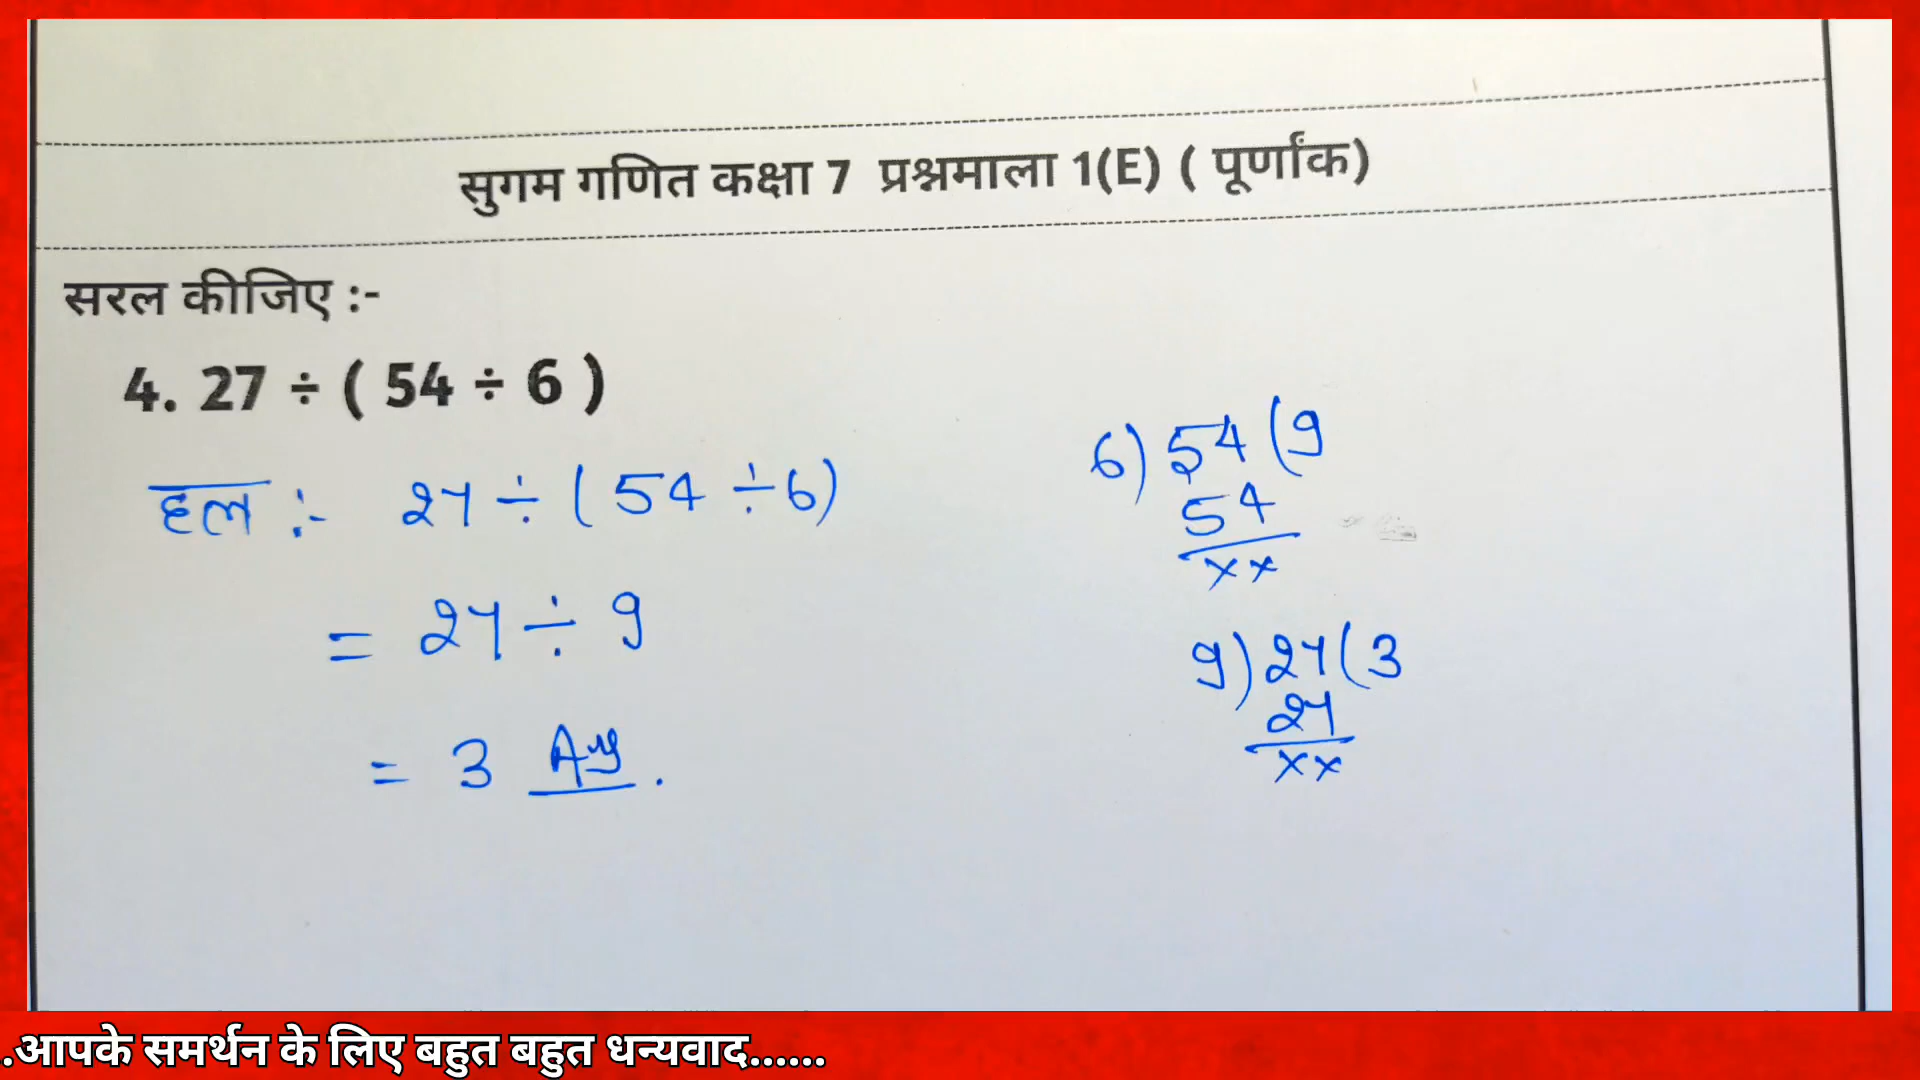 सुगम गणित कक्षा 7 प्रश्नमाला 1(E) ( पूर्णांक)
सरल कीजिए :-
4. 27 ÷ ( 54 ÷ 6 )
हल :- 27 ÷ ( 54 ÷ 6)
= 27 ÷ 9
= 3 Ans.
6) 54 (9
54
××
9) 27 (3
27
××
.आपके समर्थन के लिए बहुत बहुत धन्यवाद......